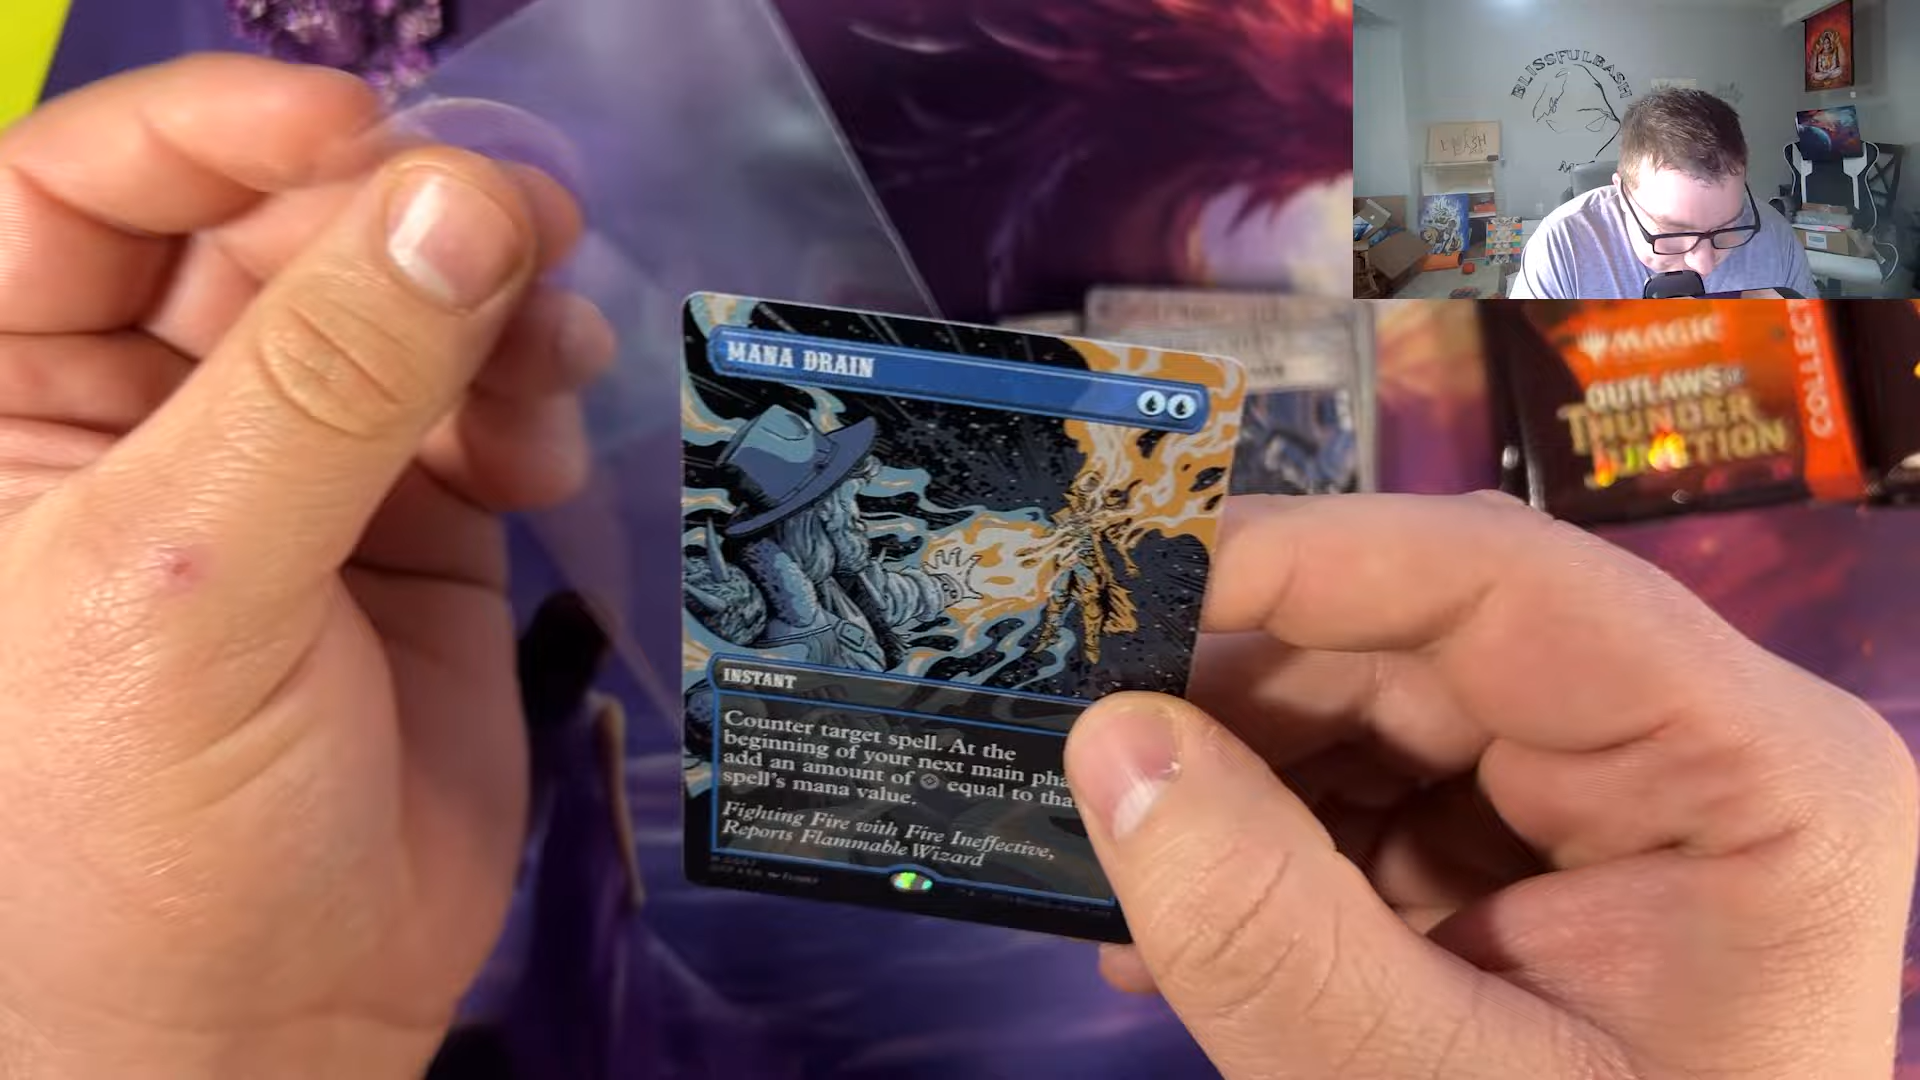 BLISSFULBASH
MANA DRAIN
INSTANT
Counter target spell. At the
beginning of your next main pha
add an amount of equal to tha
spell's mana value.
Fighting Fire with Fire Ineffective,
Reports Flammable Wizard
MAGIC
OUTLAWS OF
THUNDER
JUNCTION
COLLECT